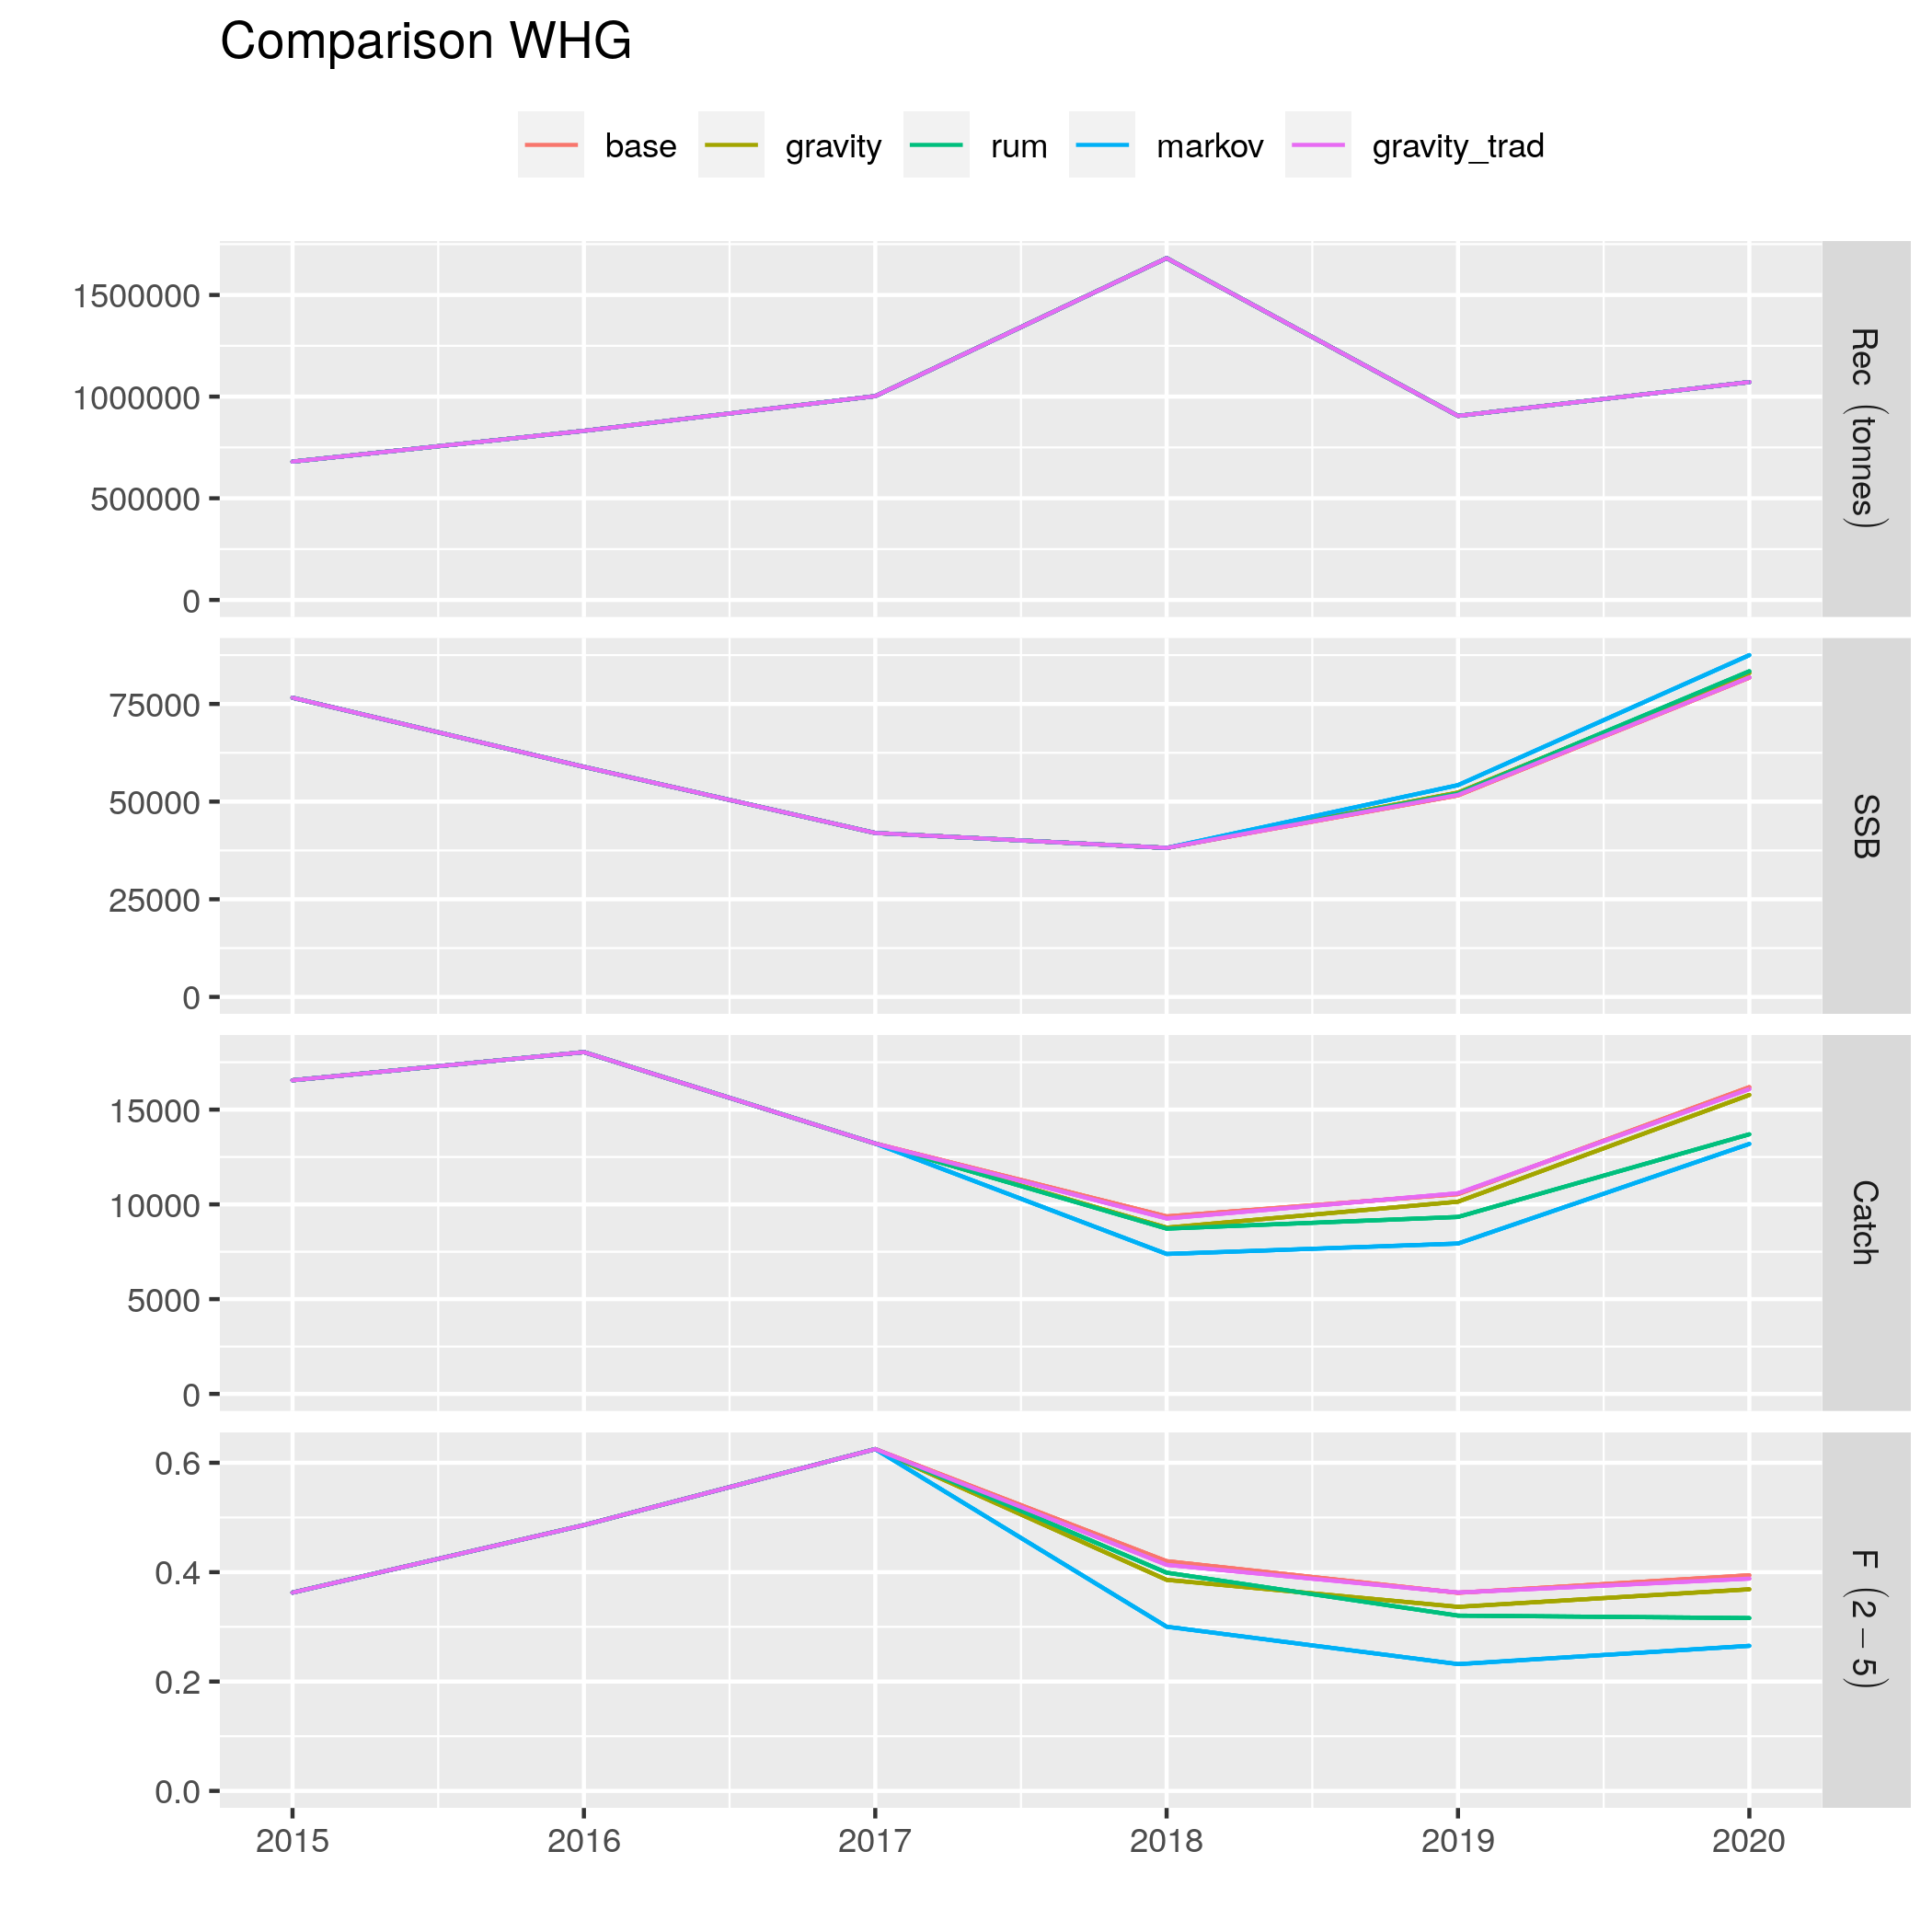 Comparison WHG
base gravity rum markov gravity_trad
1500000
1000000
500000
0
Rec (tonnes)
75000
50000
25000
0
SSB
15000
10000
5000
0
Catch
0.6
0.4
0.2
0.0
F (2 − 5)
2015 2016 2017 2018 2019 2020